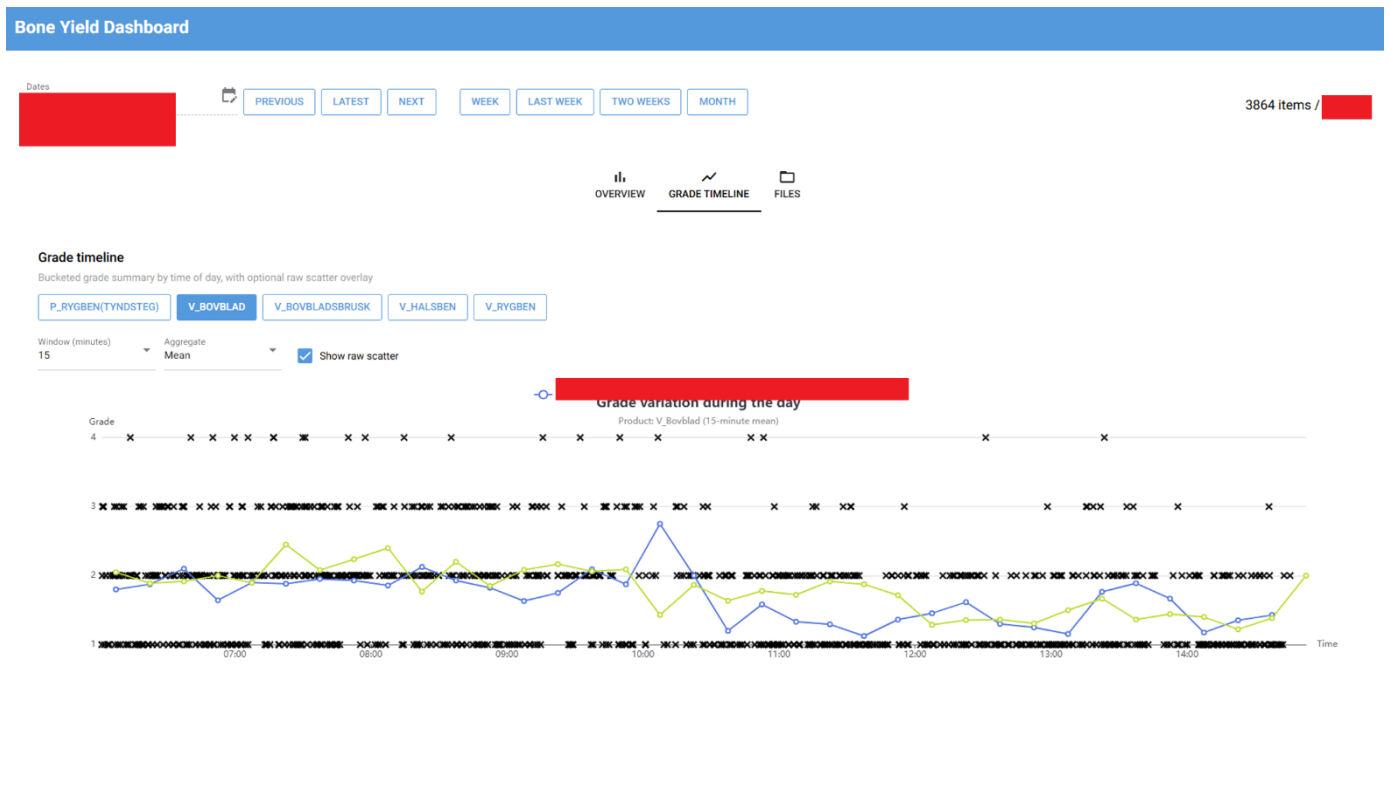 Bone Yield Dashboard
Dates
PREVIOUS LATEST NEXT WEEK LAST WEEK TWO WEEKS MONTH
3864 items /
OVERVIEW GRADE TIMELINE FILES
Grade timeline
Bucketed grade summary by time of day, with optional raw scatter overlay
P_RYGBEN(TYNDSTEG) V_BOVBLAD V_BOVBLADSBRUSK V_HALSBEN V_RYGBEN
Window (minutes) Aggregate
15 Mean Show raw scatter
Grade variation during the day
Grade Product: V_Bovblad (15-minute mean)
4
3
2
1 Time
07:00 08:00 09:00 10:00 11:00 12:00 13:00 14:00